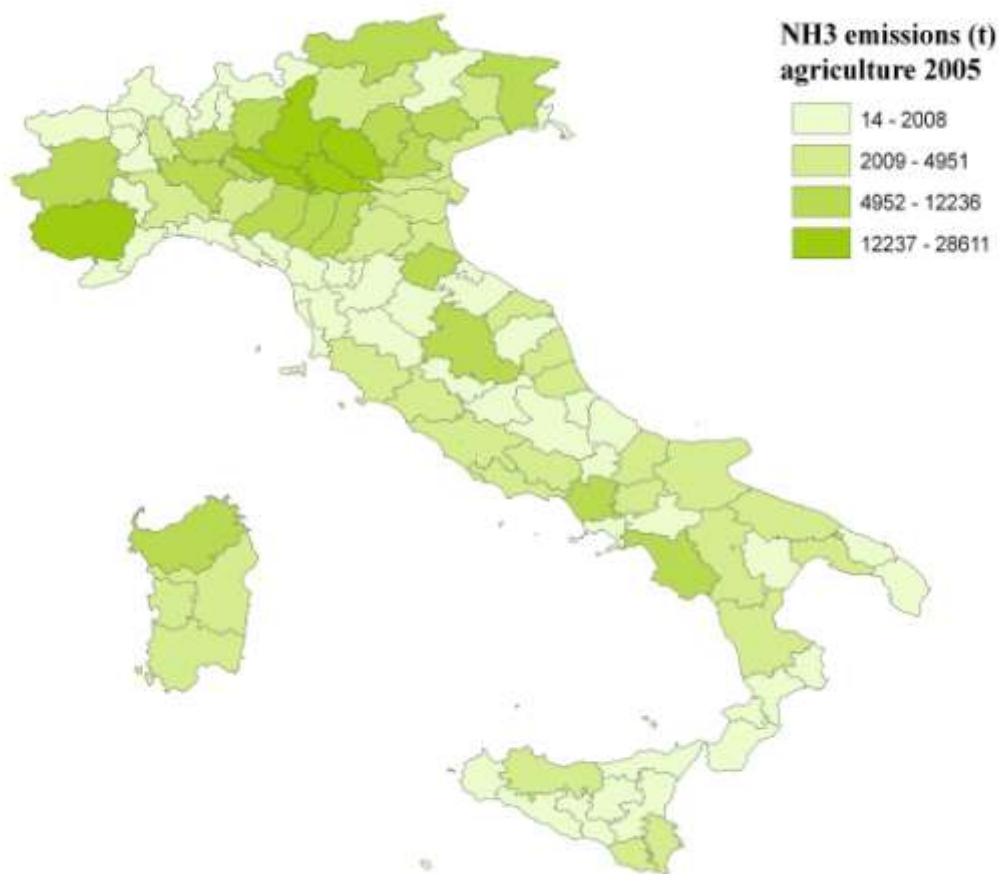 NH3 emissions (t)
agriculture 2005
14 - 2008
2009 - 4951
4952 - 12236
12237 - 28611